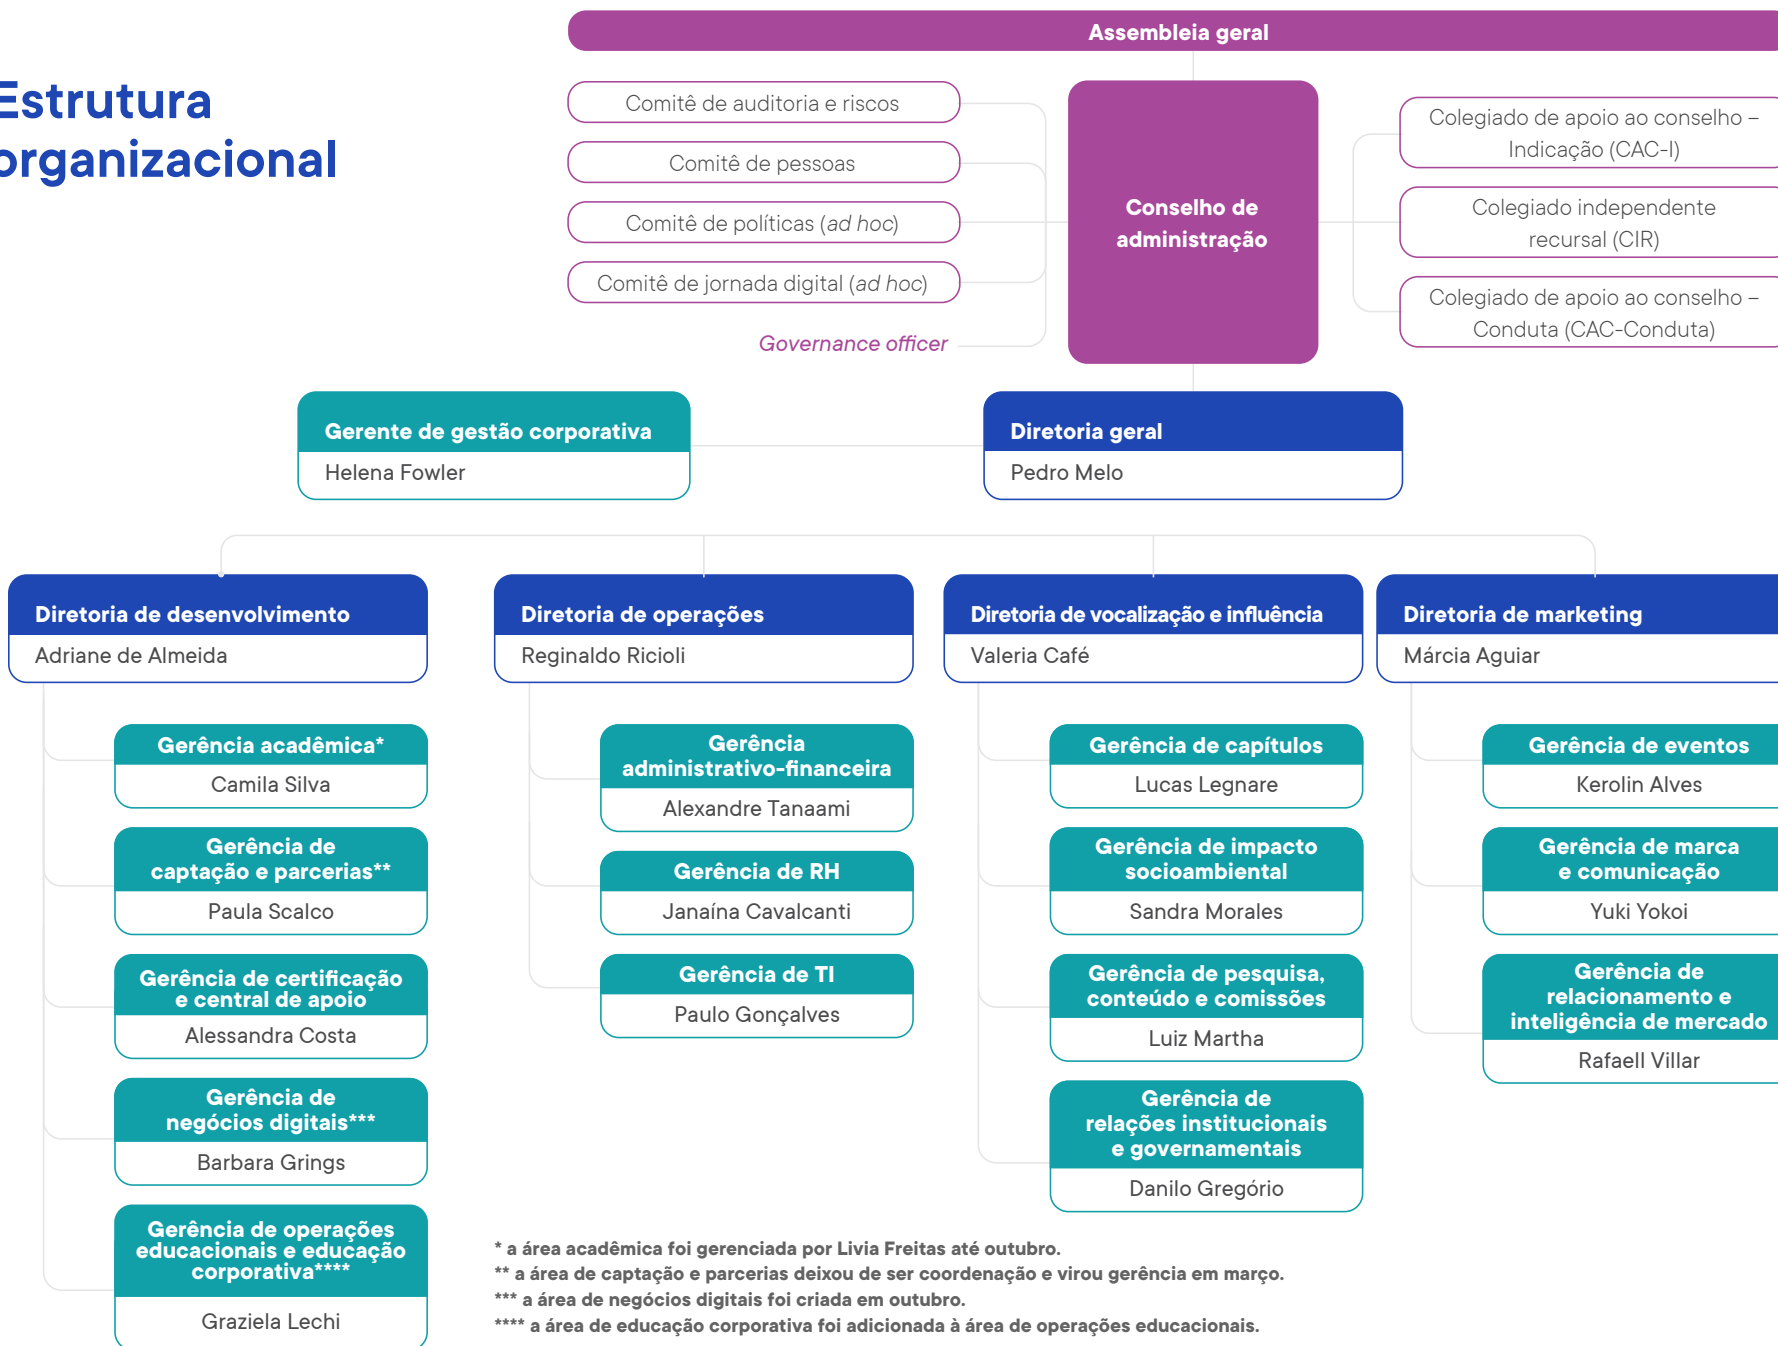 Estrutura
organizacional
Assembleia geral
Comitê de auditoria e riscos
Comitê de pessoas
Comitê de políticas (ad hoc)
Comitê de jornada digital (ad hoc)
Governance officer
Conselho de
administração
Colegiado de apoio ao conselho –
Indicação (CAC-I)
Colegiado independente
recursal (CIR)
Colegiado de apoio ao conselho –
Conduta (CAC-Conduta)
Gerente de gestão corporativa
Helena Fowler
Diretoria geral
Pedro Melo
Diretoria de desenvolvimento
Adriane de Almeida
Gerência acadêmica*
Camila Silva
Gerência de
captação e parcerias**
Paula Scalco
Gerência de certificação
e central de apoio
Alessandra Costa
Gerência de
negócios digitais***
Barbara Grings
Gerência de operações
educacionais e educação
corporativa****
Graziela Lechi
Diretoria de operações
Reginaldo Ricioli
Gerência
administrativo-financeira
Alexandre Tanaami
Gerência de RH
Janaína Cavalcanti
Gerência de TI
Paulo Gonçalves
Diretoria de vocalização e influência
Valeria Café
Gerência de capítulos
Lucas Legnare
Gerência de impacto
socioambiental
Sandra Morales
Gerência de pesquisa,
conteúdo e comissões
Luiz Martha
Gerência de
relações institucionais
e governamentais
Danilo Gregório
Diretoria de marketing
Márcia Aguiar
Gerência de eventos
Kerolin Alves
Gerência de marca
e comunicação
Yuki Yokoi
Gerência de
relacionamento e
inteligência de mercado
Rafaell Villar
* a área acadêmica foi gerenciada por Livia Freitas até outubro.
** a área de captação e parcerias deixou de ser coordenação e virou gerência em março.
*** a área de negócios digitais foi criada em outubro.
**** a área de educação corporativa foi adicionada à área de operações educacionais.